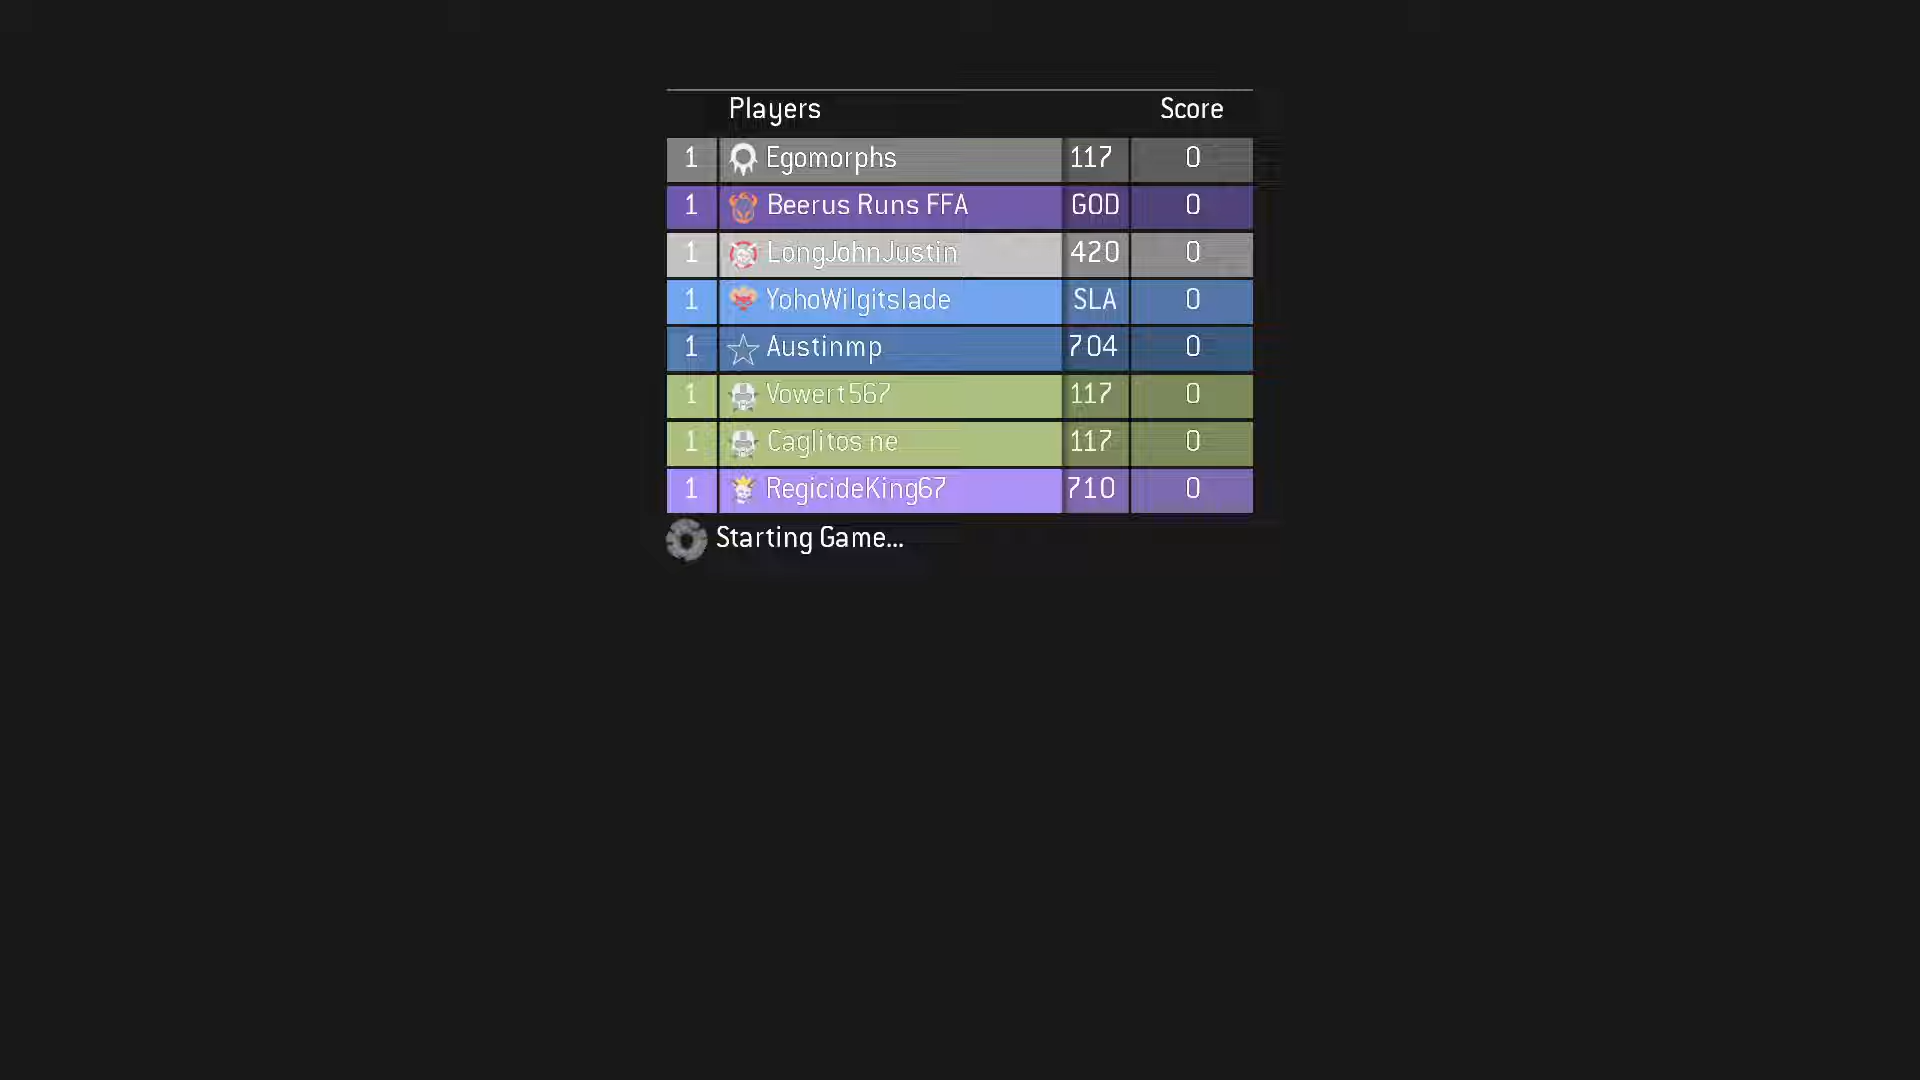 Players Score
1 Egomorphs 117 0
1 Beerus Runs FFA GOD 0
1 LongJohnJustin 420 0
1 YohoWilgitslade SLA 0
1 Austinmp 704 0
1 Vowert567 117 0
1 Caglitos ne 117 0
1 RegicideKing67 710 0
Starting Game...